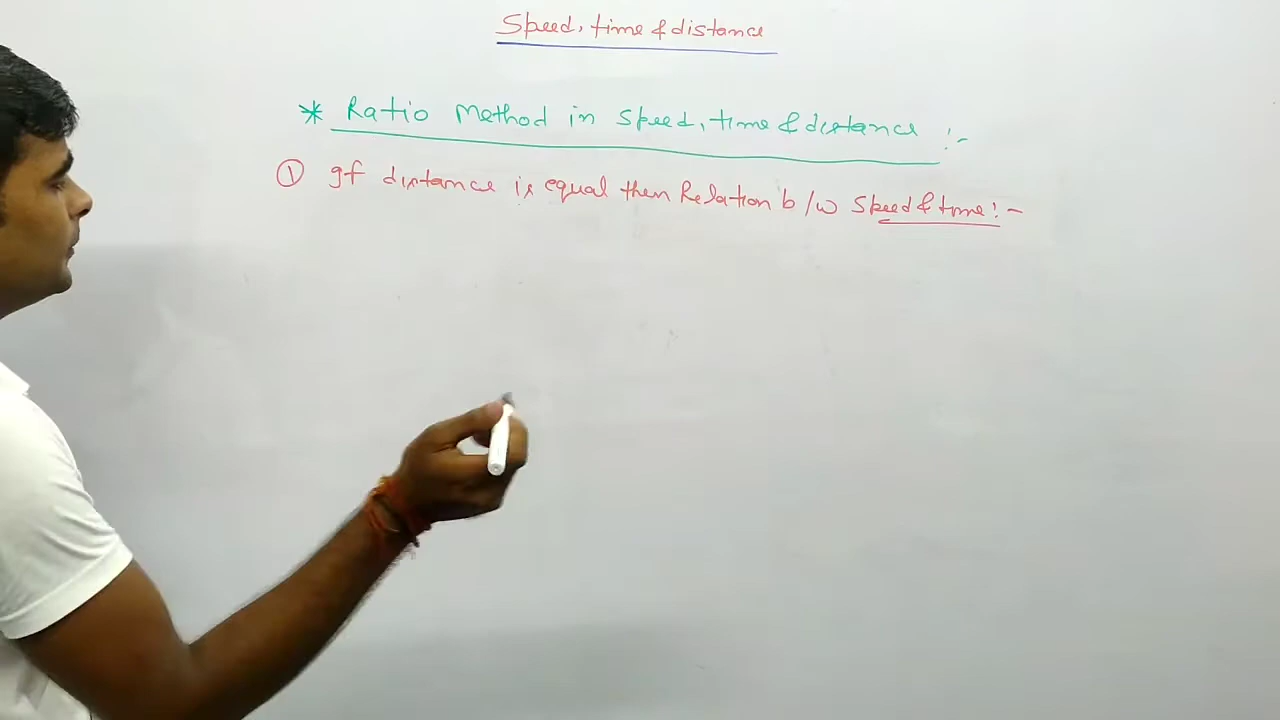 Speed, time & distance
* Ratio Method in speed, time & distance :-
① If distance is equal then Relation b/w Speed & time :-